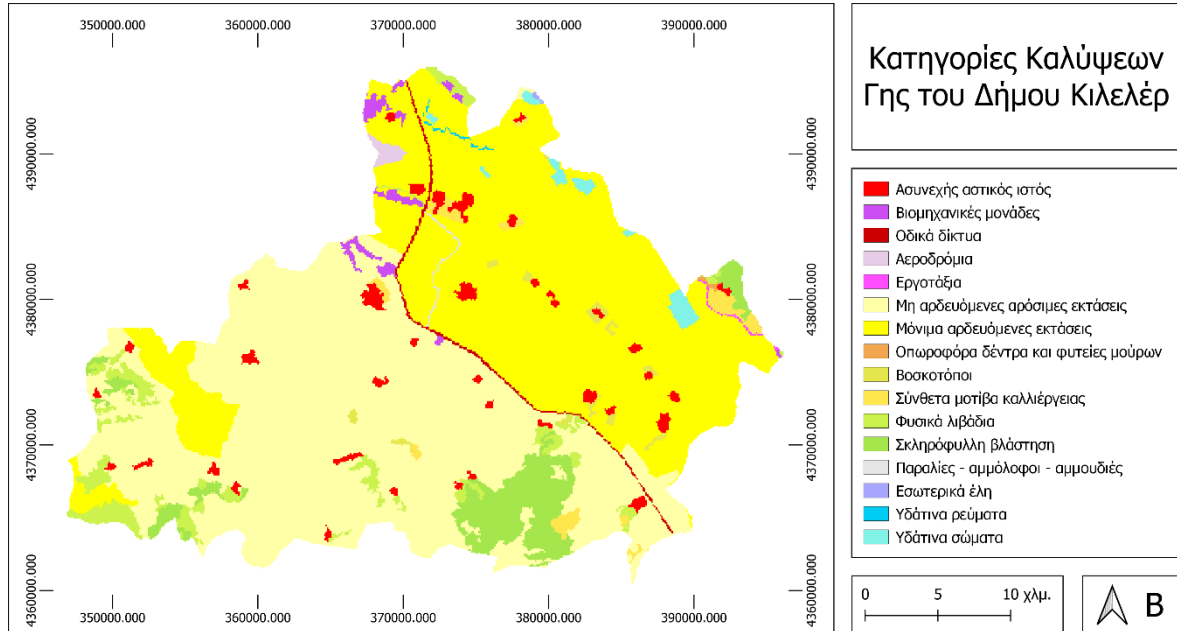 350000.000 360000.000 370000.000 380000.000 390000.000
4390000.000 4390000.000
4380000.000 4380000.000
4370000.000 4370000.000
4360000.000 4360000.000
350000.000 360000.000 370000.000 380000.000 390000.000
Κατηγορίες Καλύψεων
Γης του Δήμου Κιλελέρ
Ασυνεχής αστικός ιστός
Βιομηχανικές μονάδες
Οδικά δίκτυα
Αεροδρόμια
Εργοτάξια
Μη αρδευόμενες αρόσιμες εκτάσεις
Μόνιμα αρδευόμενες εκτάσεις
Οπωροφόρα δέντρα και φυτείες μούρων
Βοσκοτόποι
Σύνθετα μοτίβα καλλιέργειας
Φυσικά λιβάδια
Σκληρόφυλλη βλάστηση
Παραλίες - αμμόλοφοι - αμμουδιές
Εσωτερικά έλη
Υδάτινα ρεύματα
Υδάτινα σώματα
0 5 10 χλμ.
Β